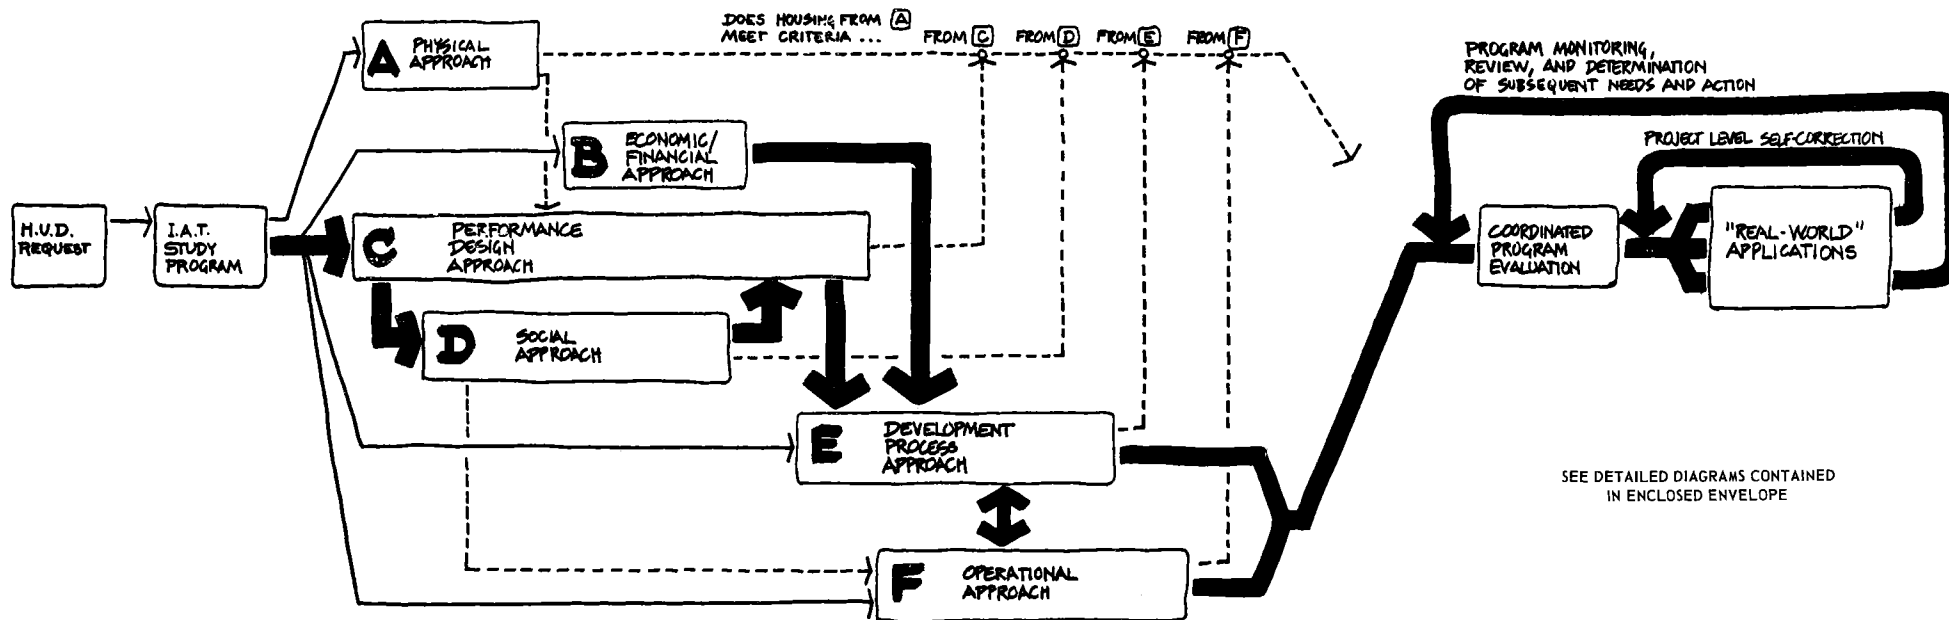 DOES HOUSING FROM A
MEET CRITERIA ...
FROM C
FROM D
FROM E
FROM F
A
PHYSICAL
APPROACH
PROGRAM MONITORING,
REVIEW, AND DETERMINATION
OF SUBSEQUENT NEEDS AND ACTION
PROJECT LEVEL SELF-CORRECTION
B
ECONOMIC/
FINANCIAL
APPROACH
H.U.D.
REQUEST
I.A.T.
STUDY
PROGRAM
C
PERFORMANCE
DESIGN
APPROACH
COORDINATED
PROGRAM
EVALUATION
"REAL-WORLD"
APPLICATIONS
D
SOCIAL
APPROACH
E
DEVELOPMENT
PROCESS
APPROACH
SEE DETAILED DIAGRAMS CONTAINED
IN ENCLOSED ENVELOPE
F
OPERATIONAL
APPROACH